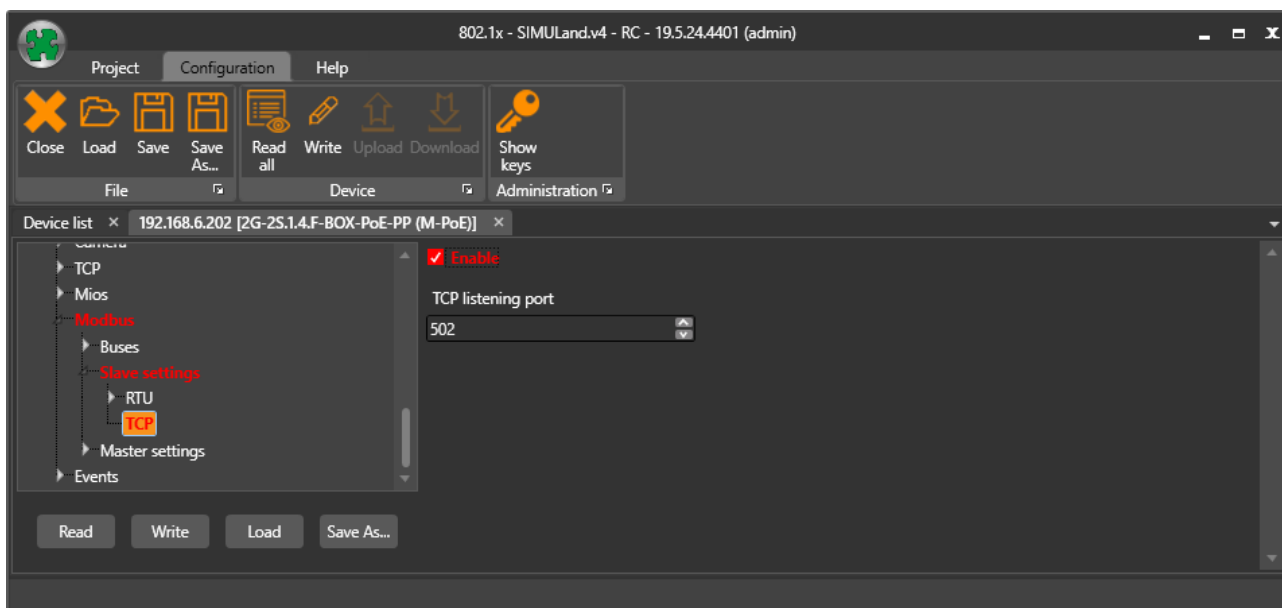 802.1x - SIMULand.v4 - RC - 19.5.24.4401 (admin)
Project Configuration Help
Close Load Save Save As... Read all Write Upload Download Show keys
File Device Administration
Device list × 192.168.6.202 [2G-2S.1.4.F-BOX-PoE-PP (M-PoE)] ×
Camera
TCP
Mios
Modbus
Buses
Slave settings
RTU
TCP
Master settings
Events
Enable
TCP listening port
502
Read Write Load Save As...